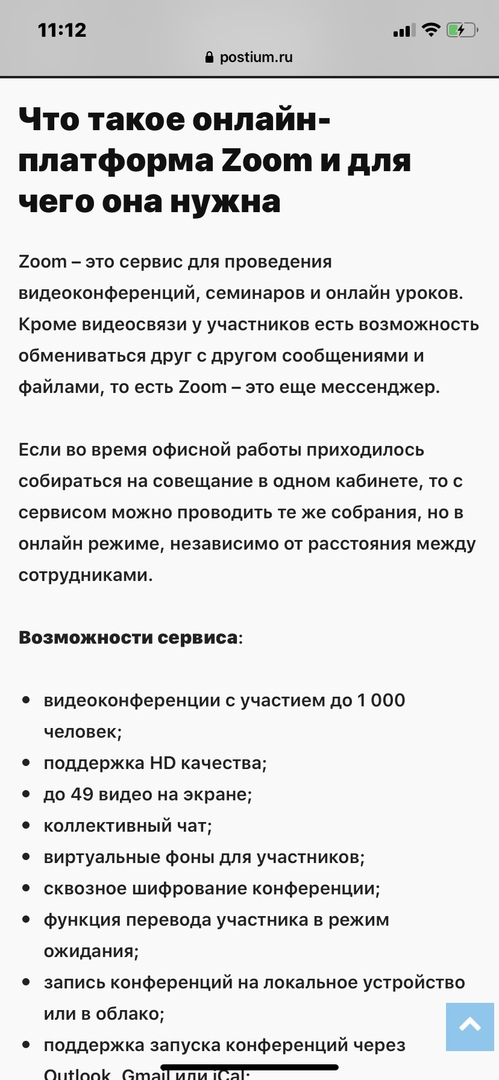 11:12
postium.ru
Что такое онлайн-
платформа Zoom и для
чего она нужна
Zoom – это сервис для проведения
видеоконференций, семинаров и онлайн уроков.
Кроме видеосвязи у участников есть возможность
обмениваться друг с другом сообщениями и
файлами, то есть Zoom – это еще мессенджер.
Если во время офисной работы приходилось
собираться на совещание в одном кабинете, то с
сервисом можно проводить те же собрания, но в
онлайн режиме, независимо от расстояния между
сотрудниками.
Возможности сервиса:
• видеоконференции с участием до 1 000
человек;
• поддержка HD качества;
• до 49 видео на экране;
• коллективный чат;
• виртуальные фоны для участников;
• сквозное шифрование конференции;
• функция перевода участника в режим
ожидания;
• запись конференций на локальное устройство
или в облако;
• поддержка запуска конференций через
Outlook, Gmail или iCal;